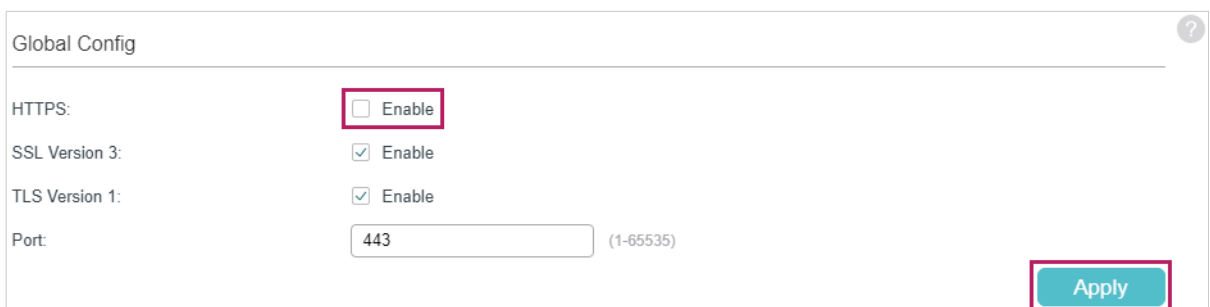 Global Config
?
HTTPS: Enable
SSL Version 3: Enable
TLS Version 1: Enable
Port: 443 (1-65535)
Apply